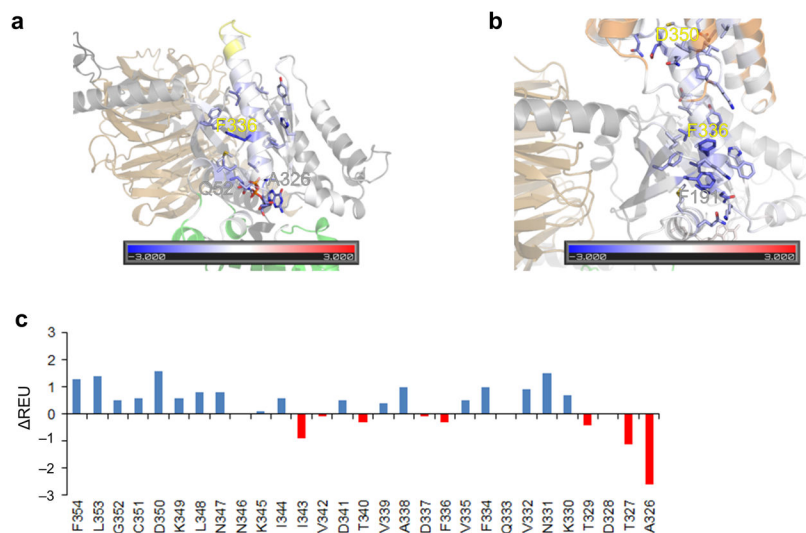 a
F336
Q52
A326
-3.000 3.000
b
D350
F336
F191
-3.000 3.000
c
ΔREU
3
2
1
0
−1
−2
−3
F354
L353
G352
C351
D350
K349
L348
N347
N346
K345
I344
I343
V342
D341
T340
V339
A338
D337
F336
V335
F334
Q333
V332
N331
K330
T329
D328
T327
A326